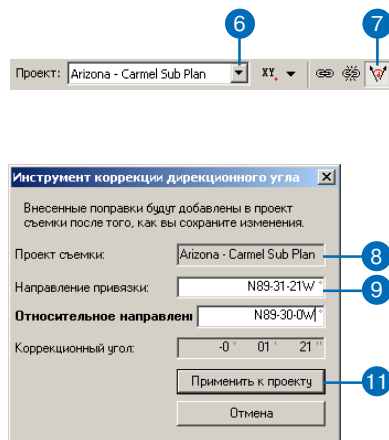 6 7
Проект: Arizona - Carmel Sub Plan XY
Инструмент коррекции дирекционного угла
Внесенные поправки будут добавлены в проект
съемки после того, как вы сохраните изменения.
Проект съемки: Arizona - Carmel Sub Plan 8
Направление привязки: N89-31-21W ° 9
Относительное направлени N89-30-0W °
Коррекционный угол: -0 ° 01 ' 21 "
Применить к проекту 11
Отмена